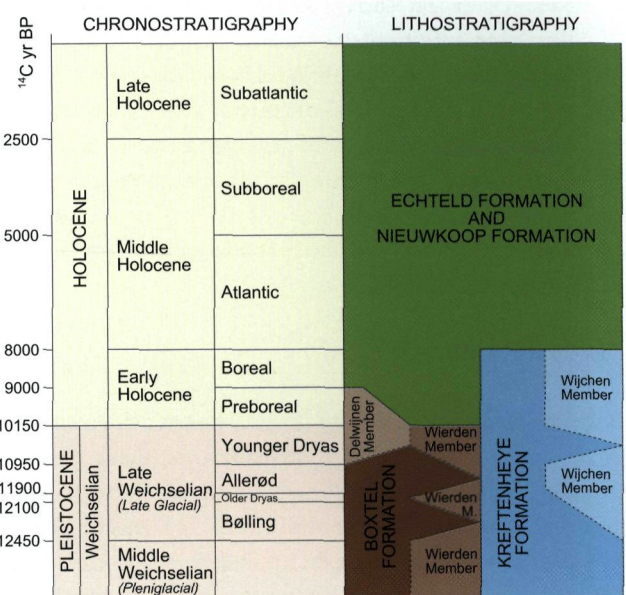 CHRONOSTRATIGRAPHY
LITHOSTRATIGRAPHY
14C yr BP
2500
5000
8000
9000
10150
10950
11900
12100
12450
HOLOCENE
PLEISTOCENE
Weichselian
Late
Holocene
Middle
Holocene
Early
Holocene
Late
Weichselian
(Late Glacial)
Middle
Weichselian
(Pleniglacial)
Subatlantic
Subboreal
Atlantic
Boreal
Preboreal
Younger Dryas
Allerød
Older Dryas
Bølling
ECHTELD FORMATION
AND
NIEUWKOOP FORMATION
Delwijnen
Member
Wierden
Member
Wierden
M.
Wierden
Member
BOXTEL
FORMATION
KREFTENHEYE
FORMATION
Wijchen
Member
Wijchen
Member